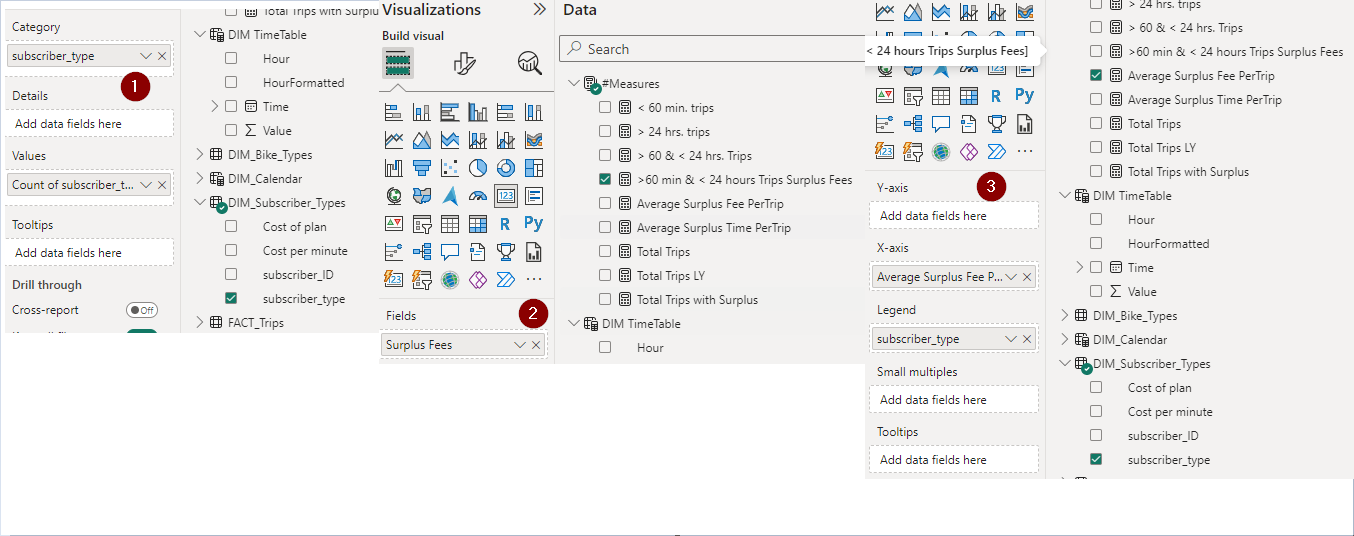 Category
subscriber_type
1
Details
Add data fields here
Values
Count of subscriber_t...
Tooltips
Add data fields here
Drill through
Cross-report
Off
Total Trips with Surplu
DIM TimeTable
Hour
HourFormatted
Time
Value
DIM_Bike_Types
DIM_Calendar
DIM_Subscriber_Types
Cost of plan
Cost per minute
subscriber_ID
subscriber_type
FACT_Trips
Visualizations
Build visual
123
R
Py
123
Fields
2
Surplus Fees
Data
Search
#Measures
< 60 min. trips
> 24 hrs. trips
> 60 & < 24 hrs. Trips
>60 min & < 24 hours Trips Surplus Fees
Average Surplus Fee PerTrip
Average Surplus Time PerTrip
Total Trips
Total Trips LY
Total Trips with Surplus
DIM TimeTable
Hour
< 24 hours Trips Surplus Fees]
R
Py
123
3
Y-axis
Add data fields here
X-axis
Average Surplus Fee P...
Legend
subscriber_type
Small multiples
Add data fields here
Tooltips
Add data fields here
> 24 hrs. trips
> 60 & < 24 hrs. Trips
>60 min & < 24 hours Trips Surplus Fees
Average Surplus Fee PerTrip
Average Surplus Time PerTrip
Total Trips
Total Trips LY
Total Trips with Surplus
DIM TimeTable
Hour
HourFormatted
Time
Value
DIM_Bike_Types
DIM_Calendar
DIM_Subscriber_Types
Cost of plan
Cost per minute
subscriber_ID
subscriber_type